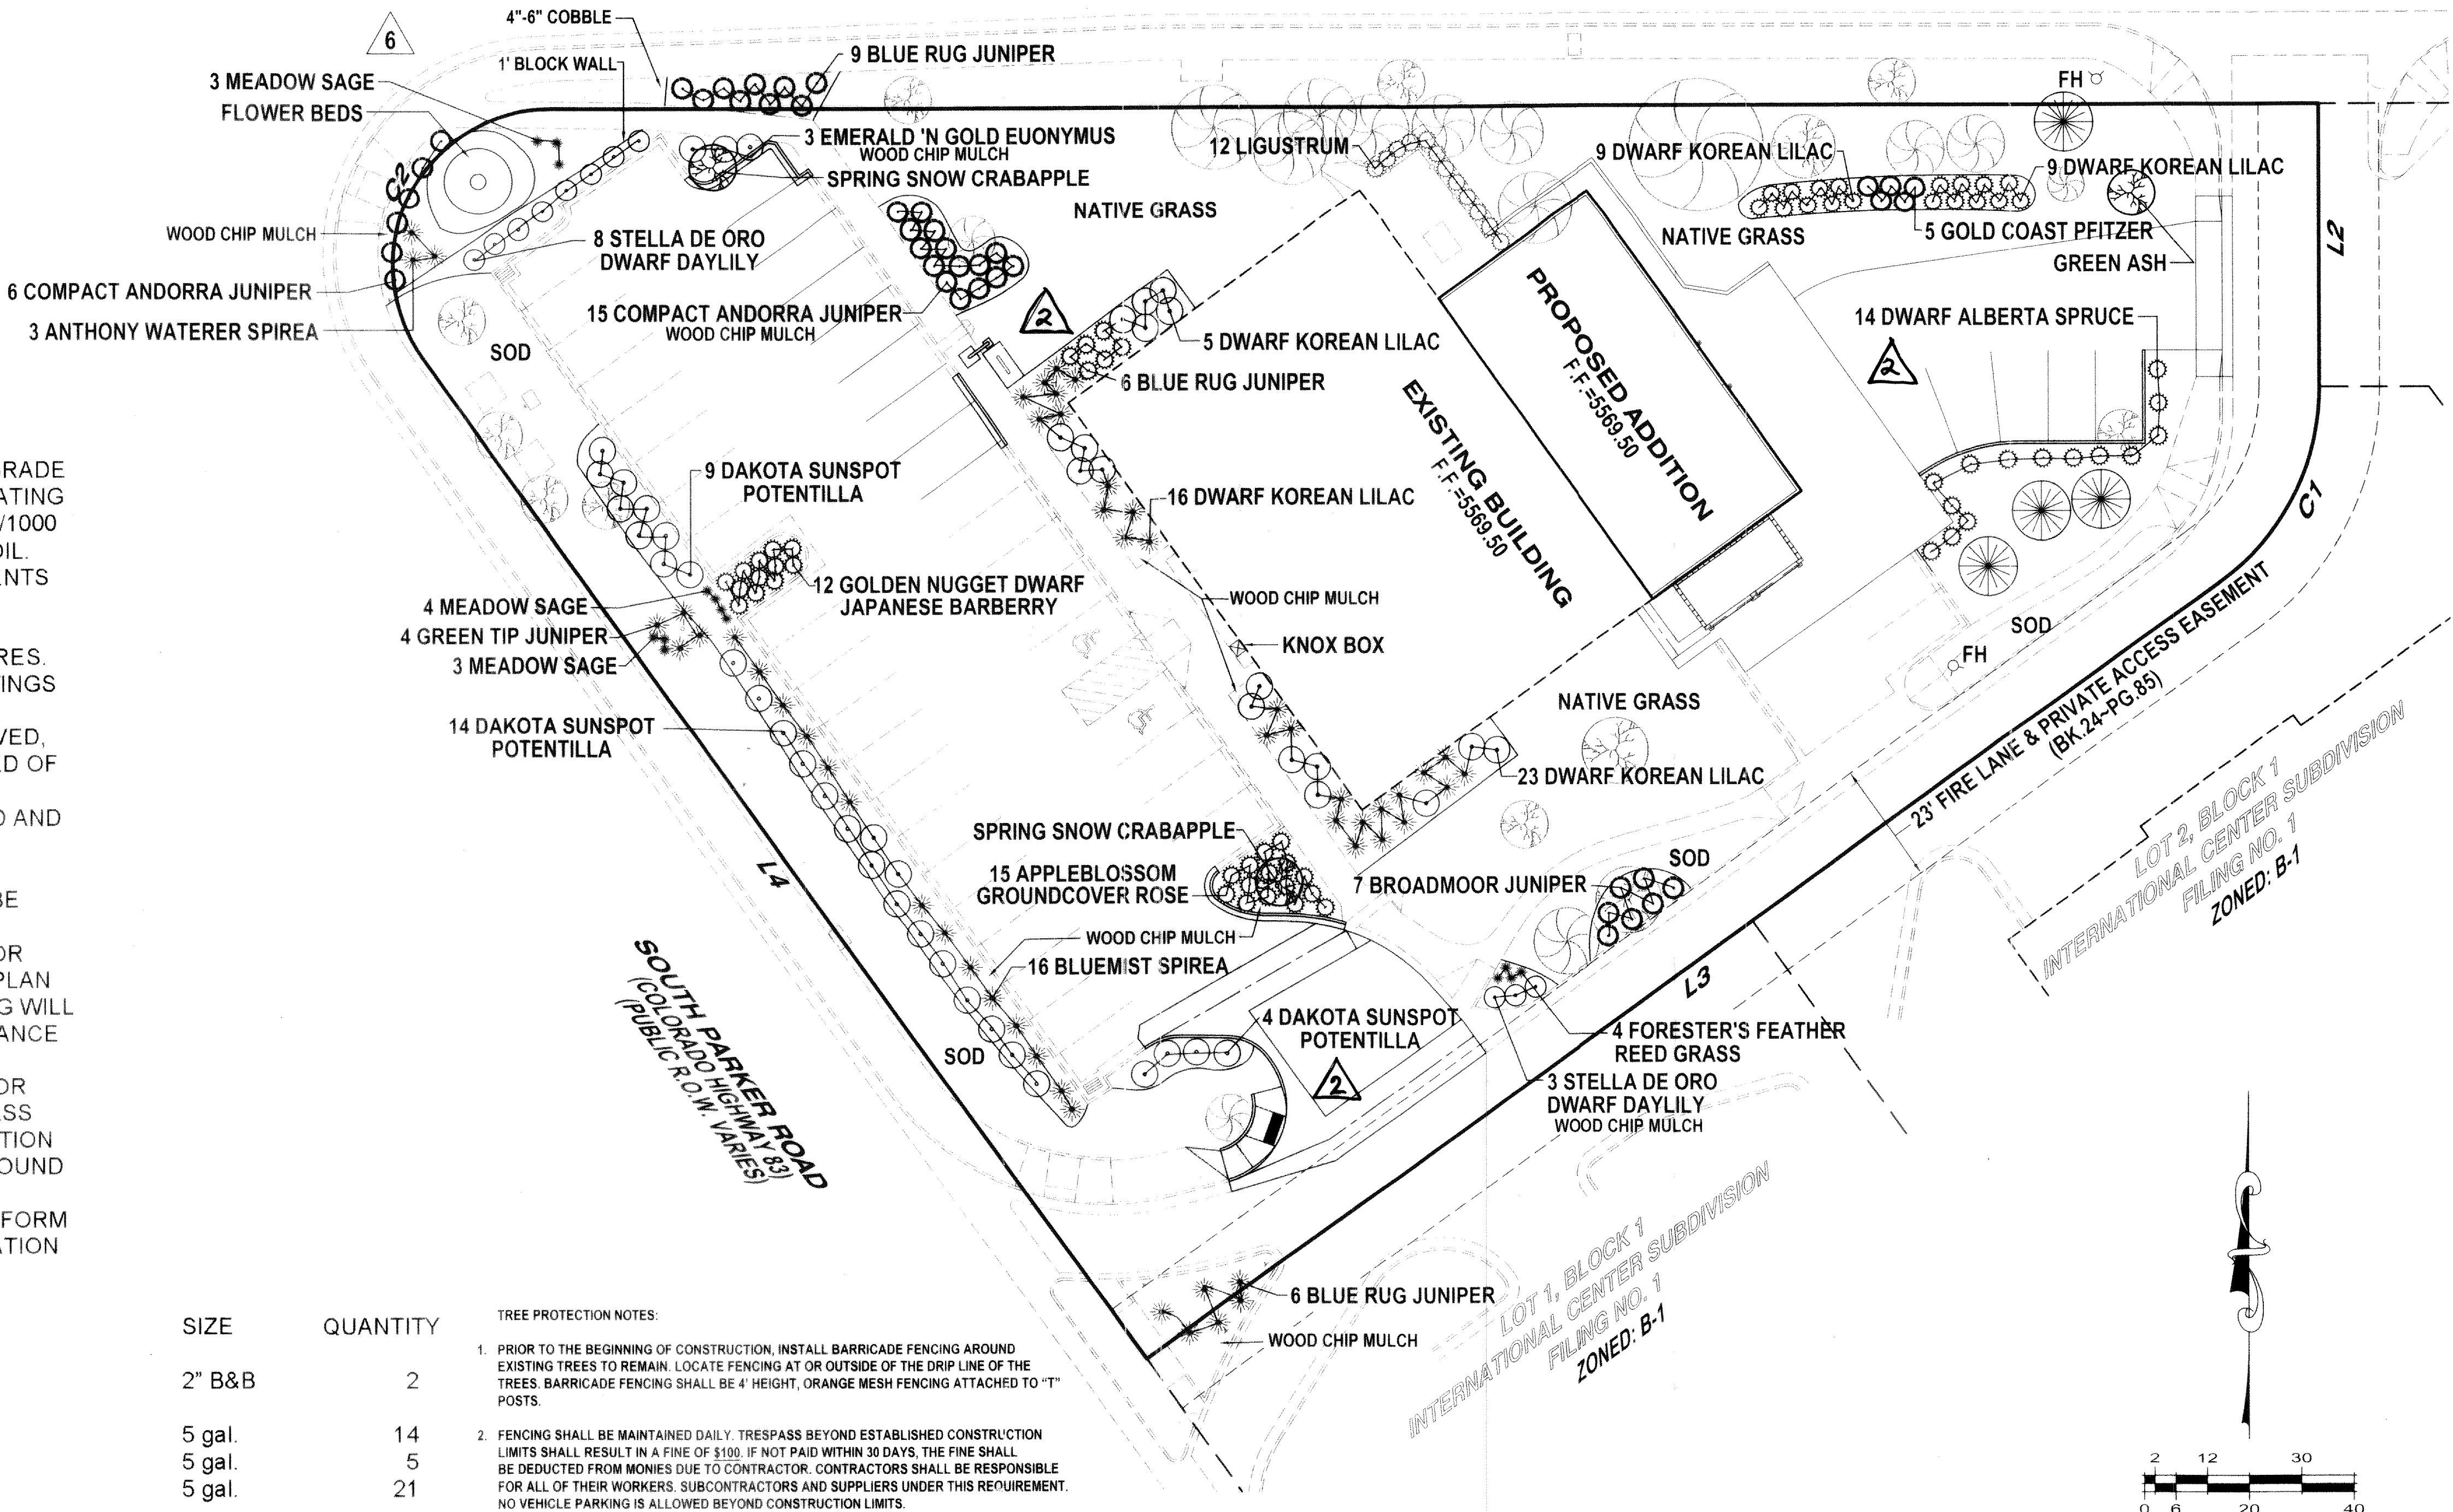 6
4"-6" COBBLE
1' BLOCK WALL
9 BLUE RUG JUNIPER
3 MEADOW SAGE
FLOWER BEDS
3 EMERALD 'N GOLD EUONYMUS
WOOD CHIP MULCH
SPRING SNOW CRABAPPLE
NATIVE GRASS
12 LIGUSTRUM
FH
9 DWARF KOREAN LILAC
9 DWARF KOREAN LILAC
5 GOLD COAST PFITZER
NATIVE GRASS
GREEN ASH
L2
C2
WOOD CHIP MULCH
6 COMPACT ANDORRA JUNIPER
3 ANTHONY WATERER SPIREA
8 STELLA DE ORO
DWARF DAYLILY
15 COMPACT ANDORRA JUNIPER
WOOD CHIP MULCH
2
SOD
5 DWARF KOREAN LILAC
6 BLUE RUG JUNIPER
PROPOSED ADDITION
F.F.=5569.50
EXISTING BUILDING
F.F.=5569.50
14 DWARF ALBERTA SPRUCE
2
C1
9 DAKOTA SUNSPOT
POTENTILLA
16 DWARF KOREAN LILAC
12 GOLDEN NUGGET DWARF
JAPANESE BARBERRY
4 MEADOW SAGE
4 GREEN TIP JUNIPER
3 MEADOW SAGE
WOOD CHIP MULCH
KNOX BOX
14 DAKOTA SUNSPOT
POTENTILLA
NATIVE GRASS
23 DWARF KOREAN LILAC
SOD
FH
23' FIRE LANE & PRIVATE ACCESS EASEMENT
(BK.24~PG.85)
LOT 2, BLOCK 1
INTERNATIONAL CENTER SUBDIVISION
FILING NO. 1
ZONED: B-1
SPRING SNOW CRABAPPLE
15 APPLEBLOSSOM
GROUNDCOVER ROSE
WOOD CHIP MULCH
16 BLUEMIST SPIREA
7 BROADMOOR JUNIPER
SOD
L4
L3
SOUTH PARKER ROAD
(COLORADO HIGHWAY 83)
(PUBLIC R.O.W. VARIES)
SOD
4 DAKOTA SUNSPOT
POTENTILLA
2
4 FORESTER'S FEATHER
REED GRASS
3 STELLA DE ORO
DWARF DAYLILY
WOOD CHIP MULCH
6 BLUE RUG JUNIPER
WOOD CHIP MULCH
LOT 1, BLOCK 1
INTERNATIONAL CENTER SUBDIVISION
FILING NO. 1
ZONED: B-1
RADE
ATING
/1000
OIL.
ENTS
RES.
INGS
VED,
D OF
D AND
BE
OR
PLAN
G WILL
ANCE
OR
SS
TION
OUND
FORM
ATION
SIZE QUANTITY
2" B&B 2
5 gal. 14
5 gal. 5
5 gal. 21
TREE PROTECTION NOTES:
1. PRIOR TO THE BEGINNING OF CONSTRUCTION, INSTALL BARRICADE FENCING AROUND
EXISTING TREES TO REMAIN. LOCATE FENCING AT OR OUTSIDE OF THE DRIP LINE OF THE
TREES. BARRICADE FENCING SHALL BE 4' HEIGHT, ORANGE MESH FENCING ATTACHED TO "T"
POSTS.
2. FENCING SHALL BE MAINTAINED DAILY. TRESPASS BEYOND ESTABLISHED CONSTRUCTION
LIMITS SHALL RESULT IN A FINE OF $100. IF NOT PAID WITHIN 30 DAYS, THE FINE SHALL
BE DEDUCTED FROM MONIES DUE TO CONTRACTOR. CONTRACTORS SHALL BE RESPONSIBLE
FOR ALL OF THEIR WORKERS. SUBCONTRACTORS AND SUPPLIERS UNDER THIS REQUIREMENT.
NO VEHICLE PARKING IS ALLOWED BEYOND CONSTRUCTION LIMITS.
2 12 30
0 6 20 40